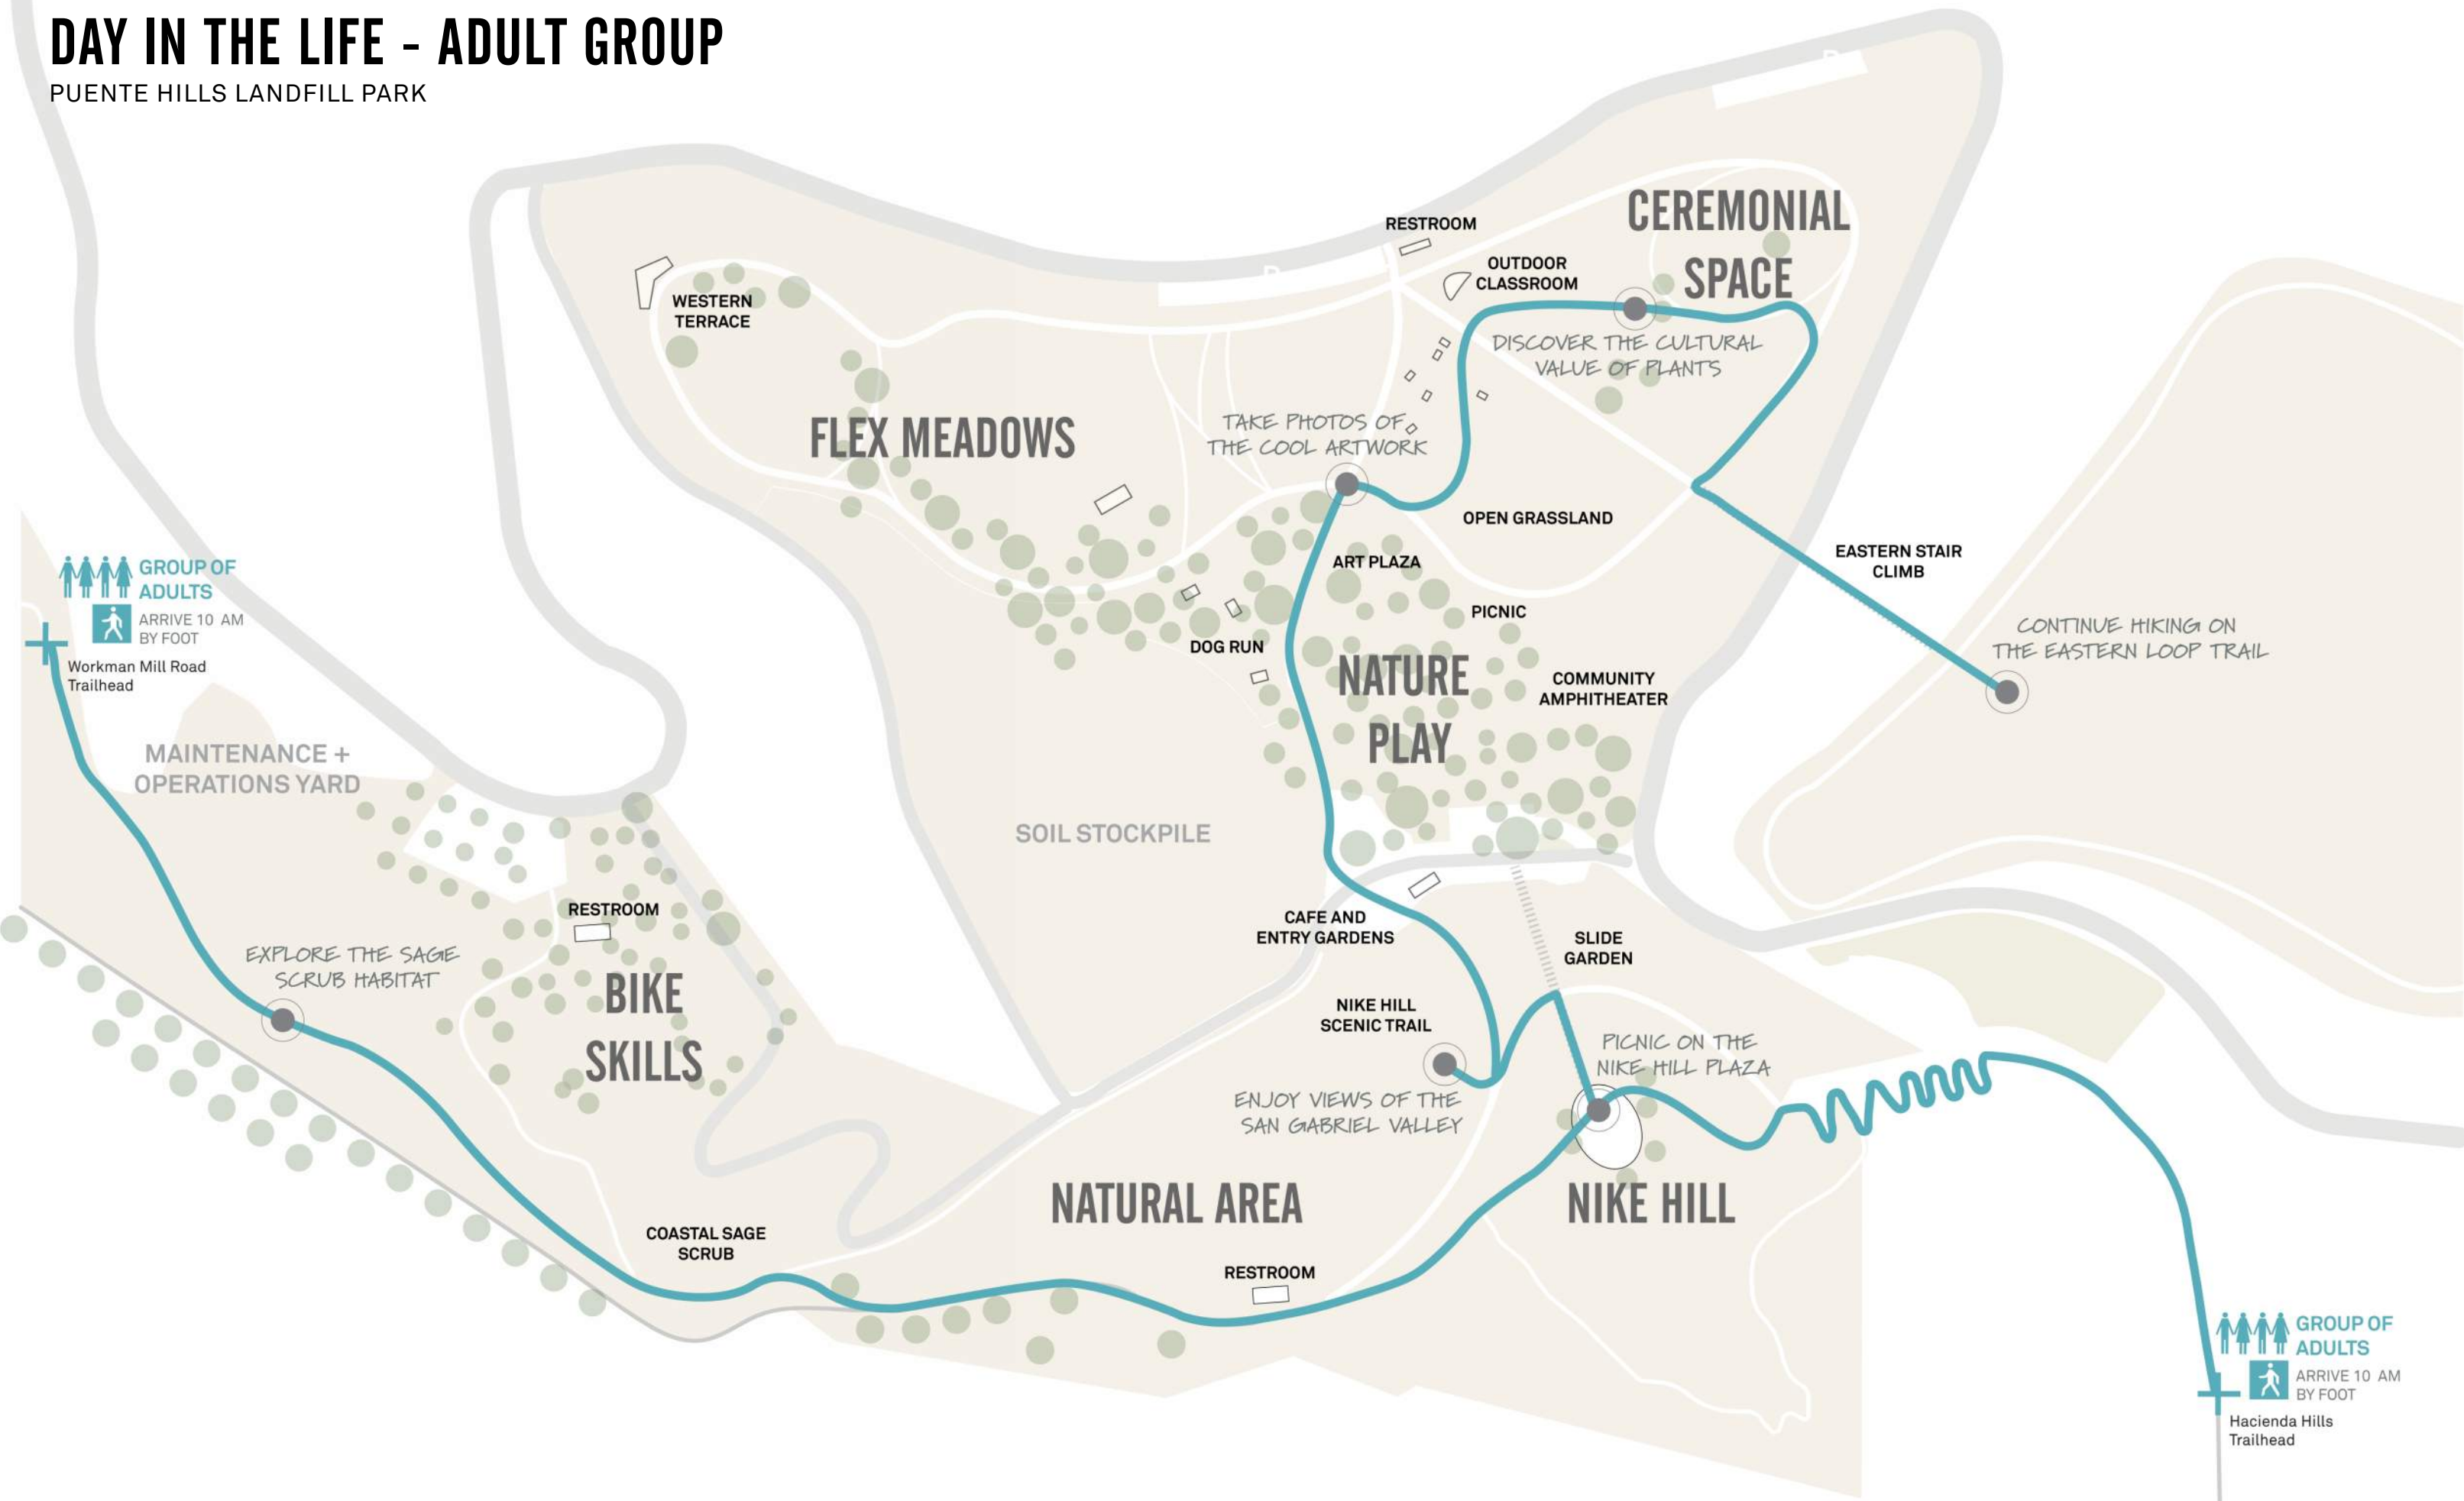 DAY IN THE LIFE - ADULT GROUP
PUENTE HILLS LANDFILL PARK
P
P
CEREMONIAL
SPACE
RESTROOM
OUTDOOR
CLASSROOM
WESTERN
TERRACE
DISCOVER THE CULTURAL
VALUE OF PLANTS
FLEX MEADOWS
TAKE PHOTOS OF
THE COOL ARTWORK
OPEN GRASSLAND
ART PLAZA
EASTERN STAIR
CLIMB
GROUP OF
ADULTS
ARRIVE 10 AM
BY FOOT
Workman Mill Road
Trailhead
PICNIC
CONTINUE HIKING ON
THE EASTERN LOOP TRAIL
DOG RUN
NATURE
PLAY
COMMUNITY
AMPHITHEATER
MAINTENANCE +
OPERATIONS YARD
SOIL STOCKPILE
RESTROOM
CAFE AND
ENTRY GARDENS
SLIDE
GARDEN
EXPLORE THE SAGE
SCRUB HABITAT
BIKE
SKILLS
NIKE HILL
SCENIC TRAIL
PICNIC ON THE
NIKE HILL PLAZA
ENJOY VIEWS OF THE
SAN GABRIEL VALLEY
NATURAL AREA
NIKE HILL
COASTAL SAGE
SCRUB
RESTROOM
GROUP OF
ADULTS
ARRIVE 10 AM
BY FOOT
Hacienda Hills
Trailhead